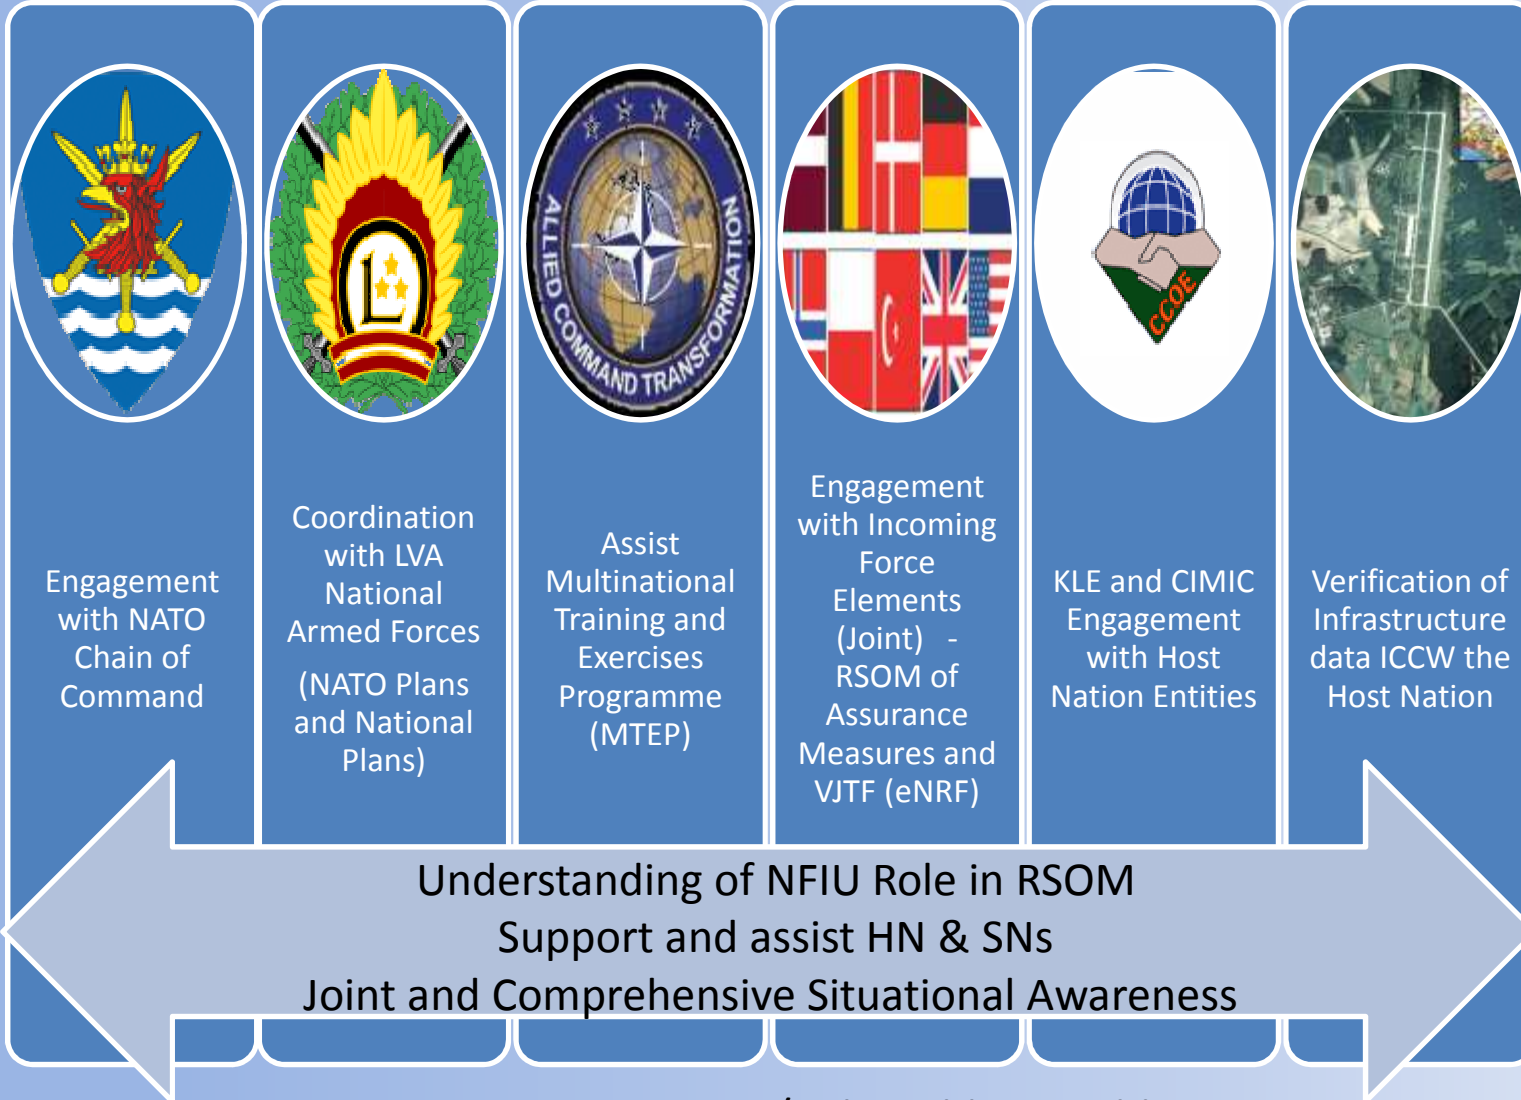 L
ALLIED COMMAND TRANSFORMATION
CCOE
Engagement
with NATO
Chain of
Command
Coordination
with LVA
National
Armed Forces
(NATO Plans
and National
Plans)
Assist
Multinational
Training and
Exercises
Programme
(MTEP)
Engagement
with Incoming
Force
Elements
(Joint) -
RSOM of
Assurance
Measures and
VJTF (eNRF)
KLE and CIMIC
Engagement
with Host
Nation Entities
Verification of
Infrastructure
data ICCW the
Host Nation
Understanding of NFIU Role in RSOM
Support and assist HN & SNs
Joint and Comprehensive Situational Awareness